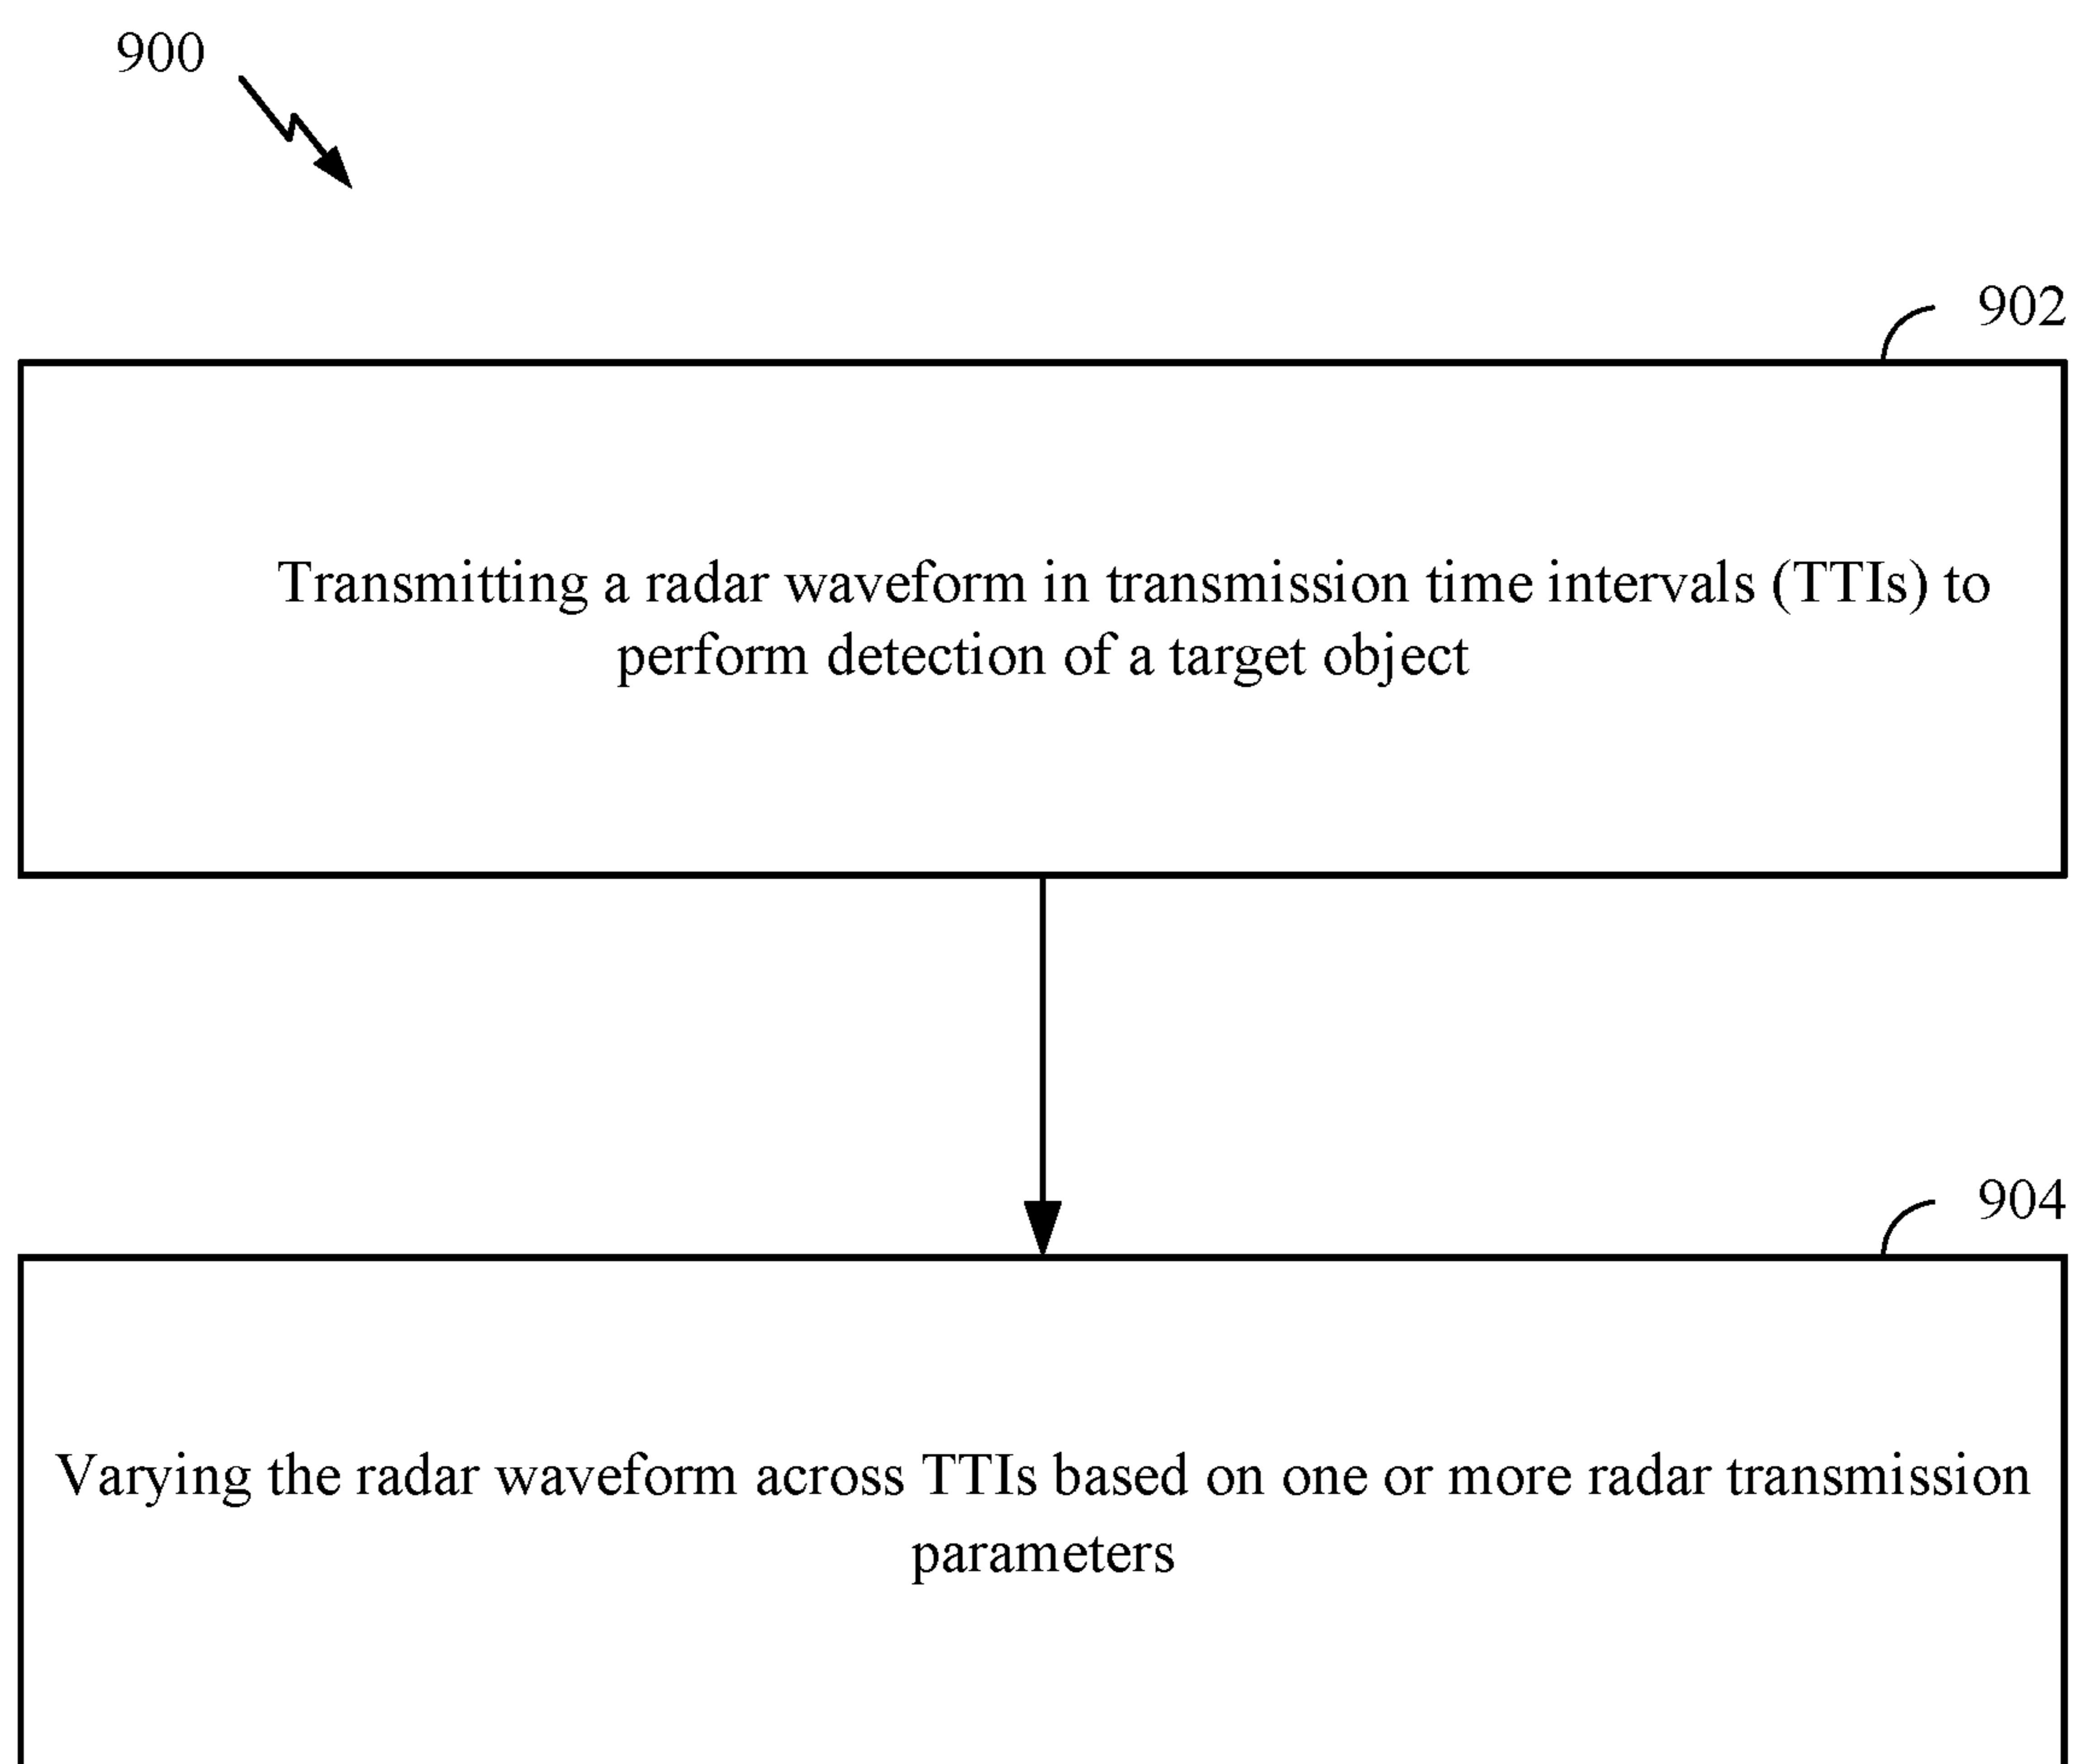 900
902
Transmitting a radar waveform in transmission time intervals (TTIs) to
perform detection of a target object
904
Varying the radar waveform across TTIs based on one or more radar transmission
parameters